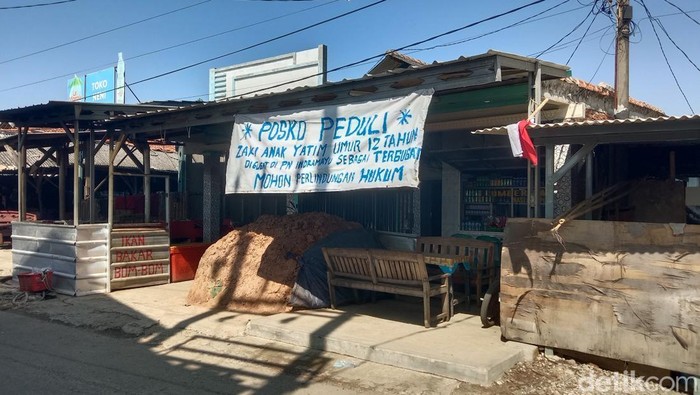 TOKO
* POSKO PEDULI *
ZAKI ANAK YATIM UMUR 12 TAHUN
DIGUGAT DI PN INDRAMAYU SEBAGAI TERGUGAT
MOHON PERLINDUNGAN HUKUM
IKAN
BAKAR
BUM-BUM
detikcom